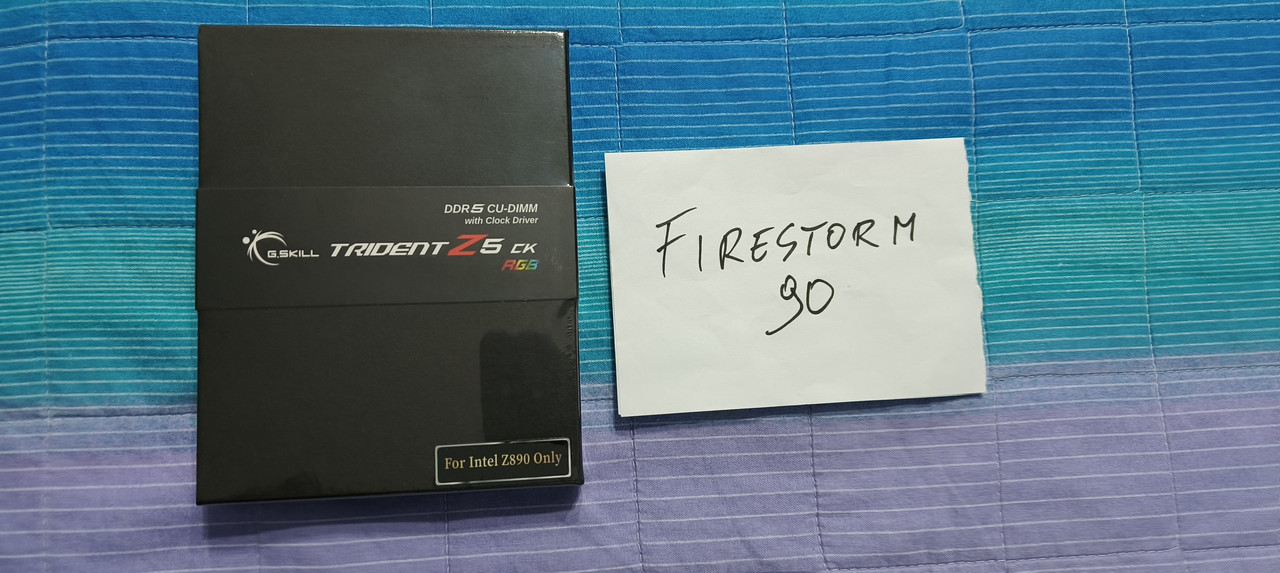 DDR5 CU-DIMM
with Clock Driver
G.SKILL TRIDENT Z5 CK
RGB
For Intel Z890 Only
FIRESTORM
90